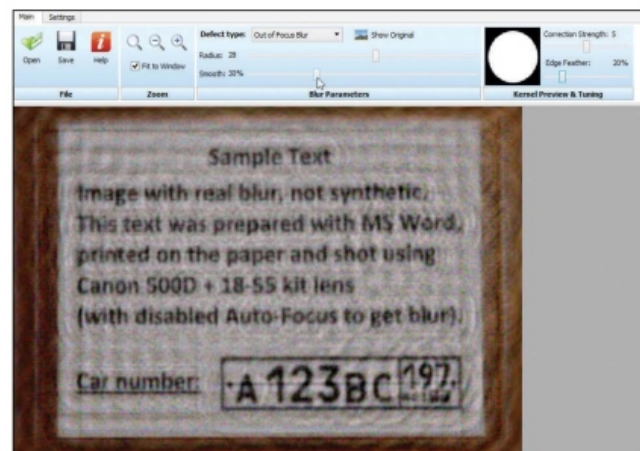 Main Settings
Open Save Help
File
Fit to Window
Zoom
Defect type: Out of Focus Blur Show Original
Radius: 28
Smooth: 30%
Blur Parameters
Correction Strength: 5
Edge Feather: 20%
Kernel Preview & Tuning
Sample Text
Image with real blur, not synthetic.
This text was prepared with MS Word,
printed on the paper and shot using
Canon 500D + 18-55 kit lens
(with disabled Auto-Focus to get blur).
Car number: A123BC 197